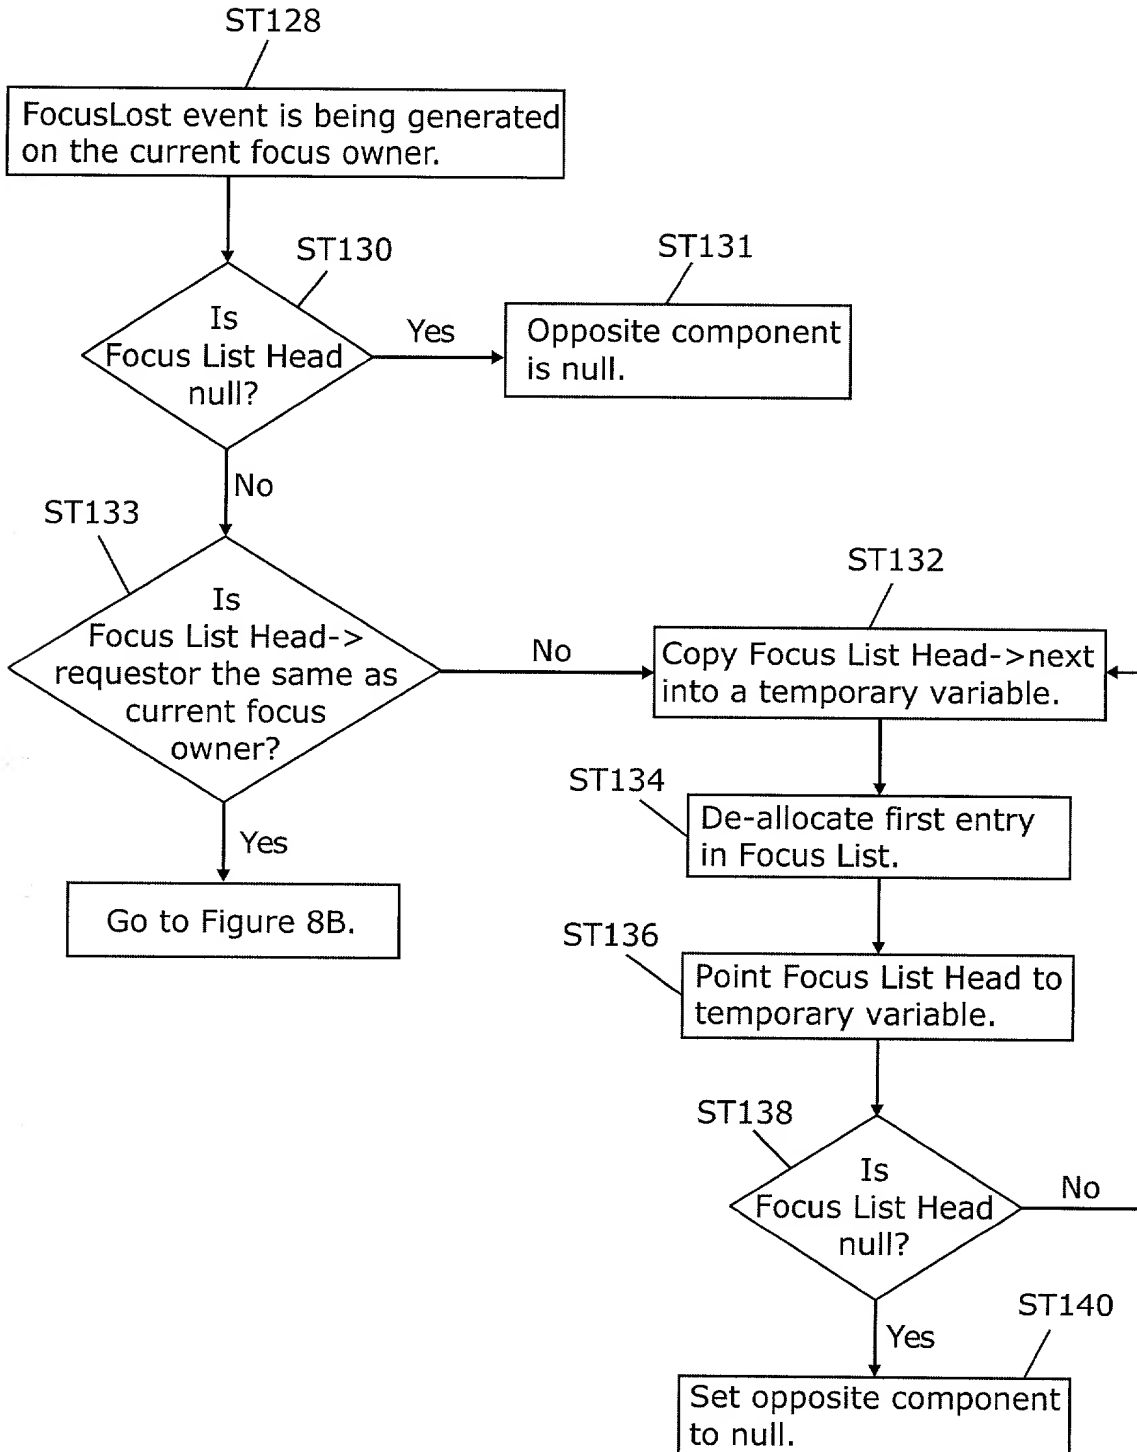 ST128
FocusLost event is being generated
on the current focus owner.
ST130
Is
Focus List Head
null?
Yes
ST131
Opposite component
is null.
No
ST133
Is
Focus List Head->
requestor the same as
current focus
owner?
No
ST132
Copy Focus List Head->next
into a temporary variable.
Yes
Go to Figure 8B.
ST134
De-allocate first entry
in Focus List.
ST136
Point Focus List Head to
temporary variable.
ST138
Is
Focus List Head
null?
No
Yes
ST140
Set opposite component
to null.